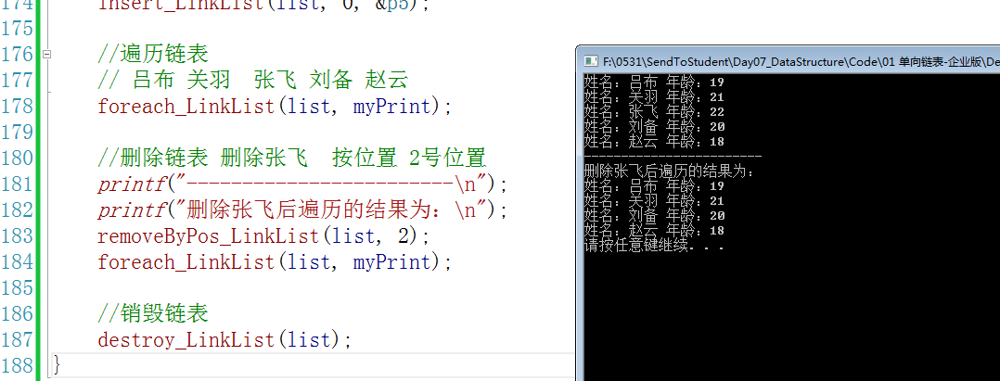 174 insert_LinkList(list, 0, &p5);
175
176 //遍历链表
177 // 吕布 关羽  张飞 刘备 赵云
178 foreach_LinkList(list, myPrint);
179
180 //删除链表 删除张飞  按位置 2号位置
181 printf("------------------------\n");
182 printf("删除张飞后遍历的结果为：\n");
183 removeByPos_LinkList(list, 2);
184 foreach_LinkList(list, myPrint);
185
186 //销毁链表
187 destroy_LinkList(list);
188 }
F:\0531\SendToStudent\Day07_DataStructure\Code\01 单向链表-企业版\De
姓名：吕布 年龄：19
姓名：关羽 年龄：21
姓名：张飞 年龄：22
姓名：刘备 年龄：20
姓名：赵云 年龄：18
------------------------
删除张飞后遍历的结果为：
姓名：吕布 年龄：19
姓名：关羽 年龄：21
姓名：刘备 年龄：20
姓名：赵云 年龄：18
请按任意键继续. . .